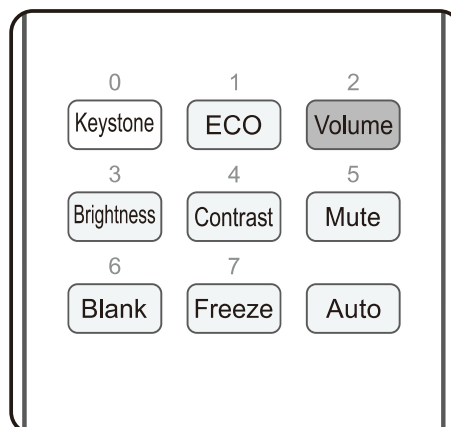 0 1 2
Keystone ECO Volume
3 4 5
Brightness Contrast Mute
6 7
Blank Freeze Auto